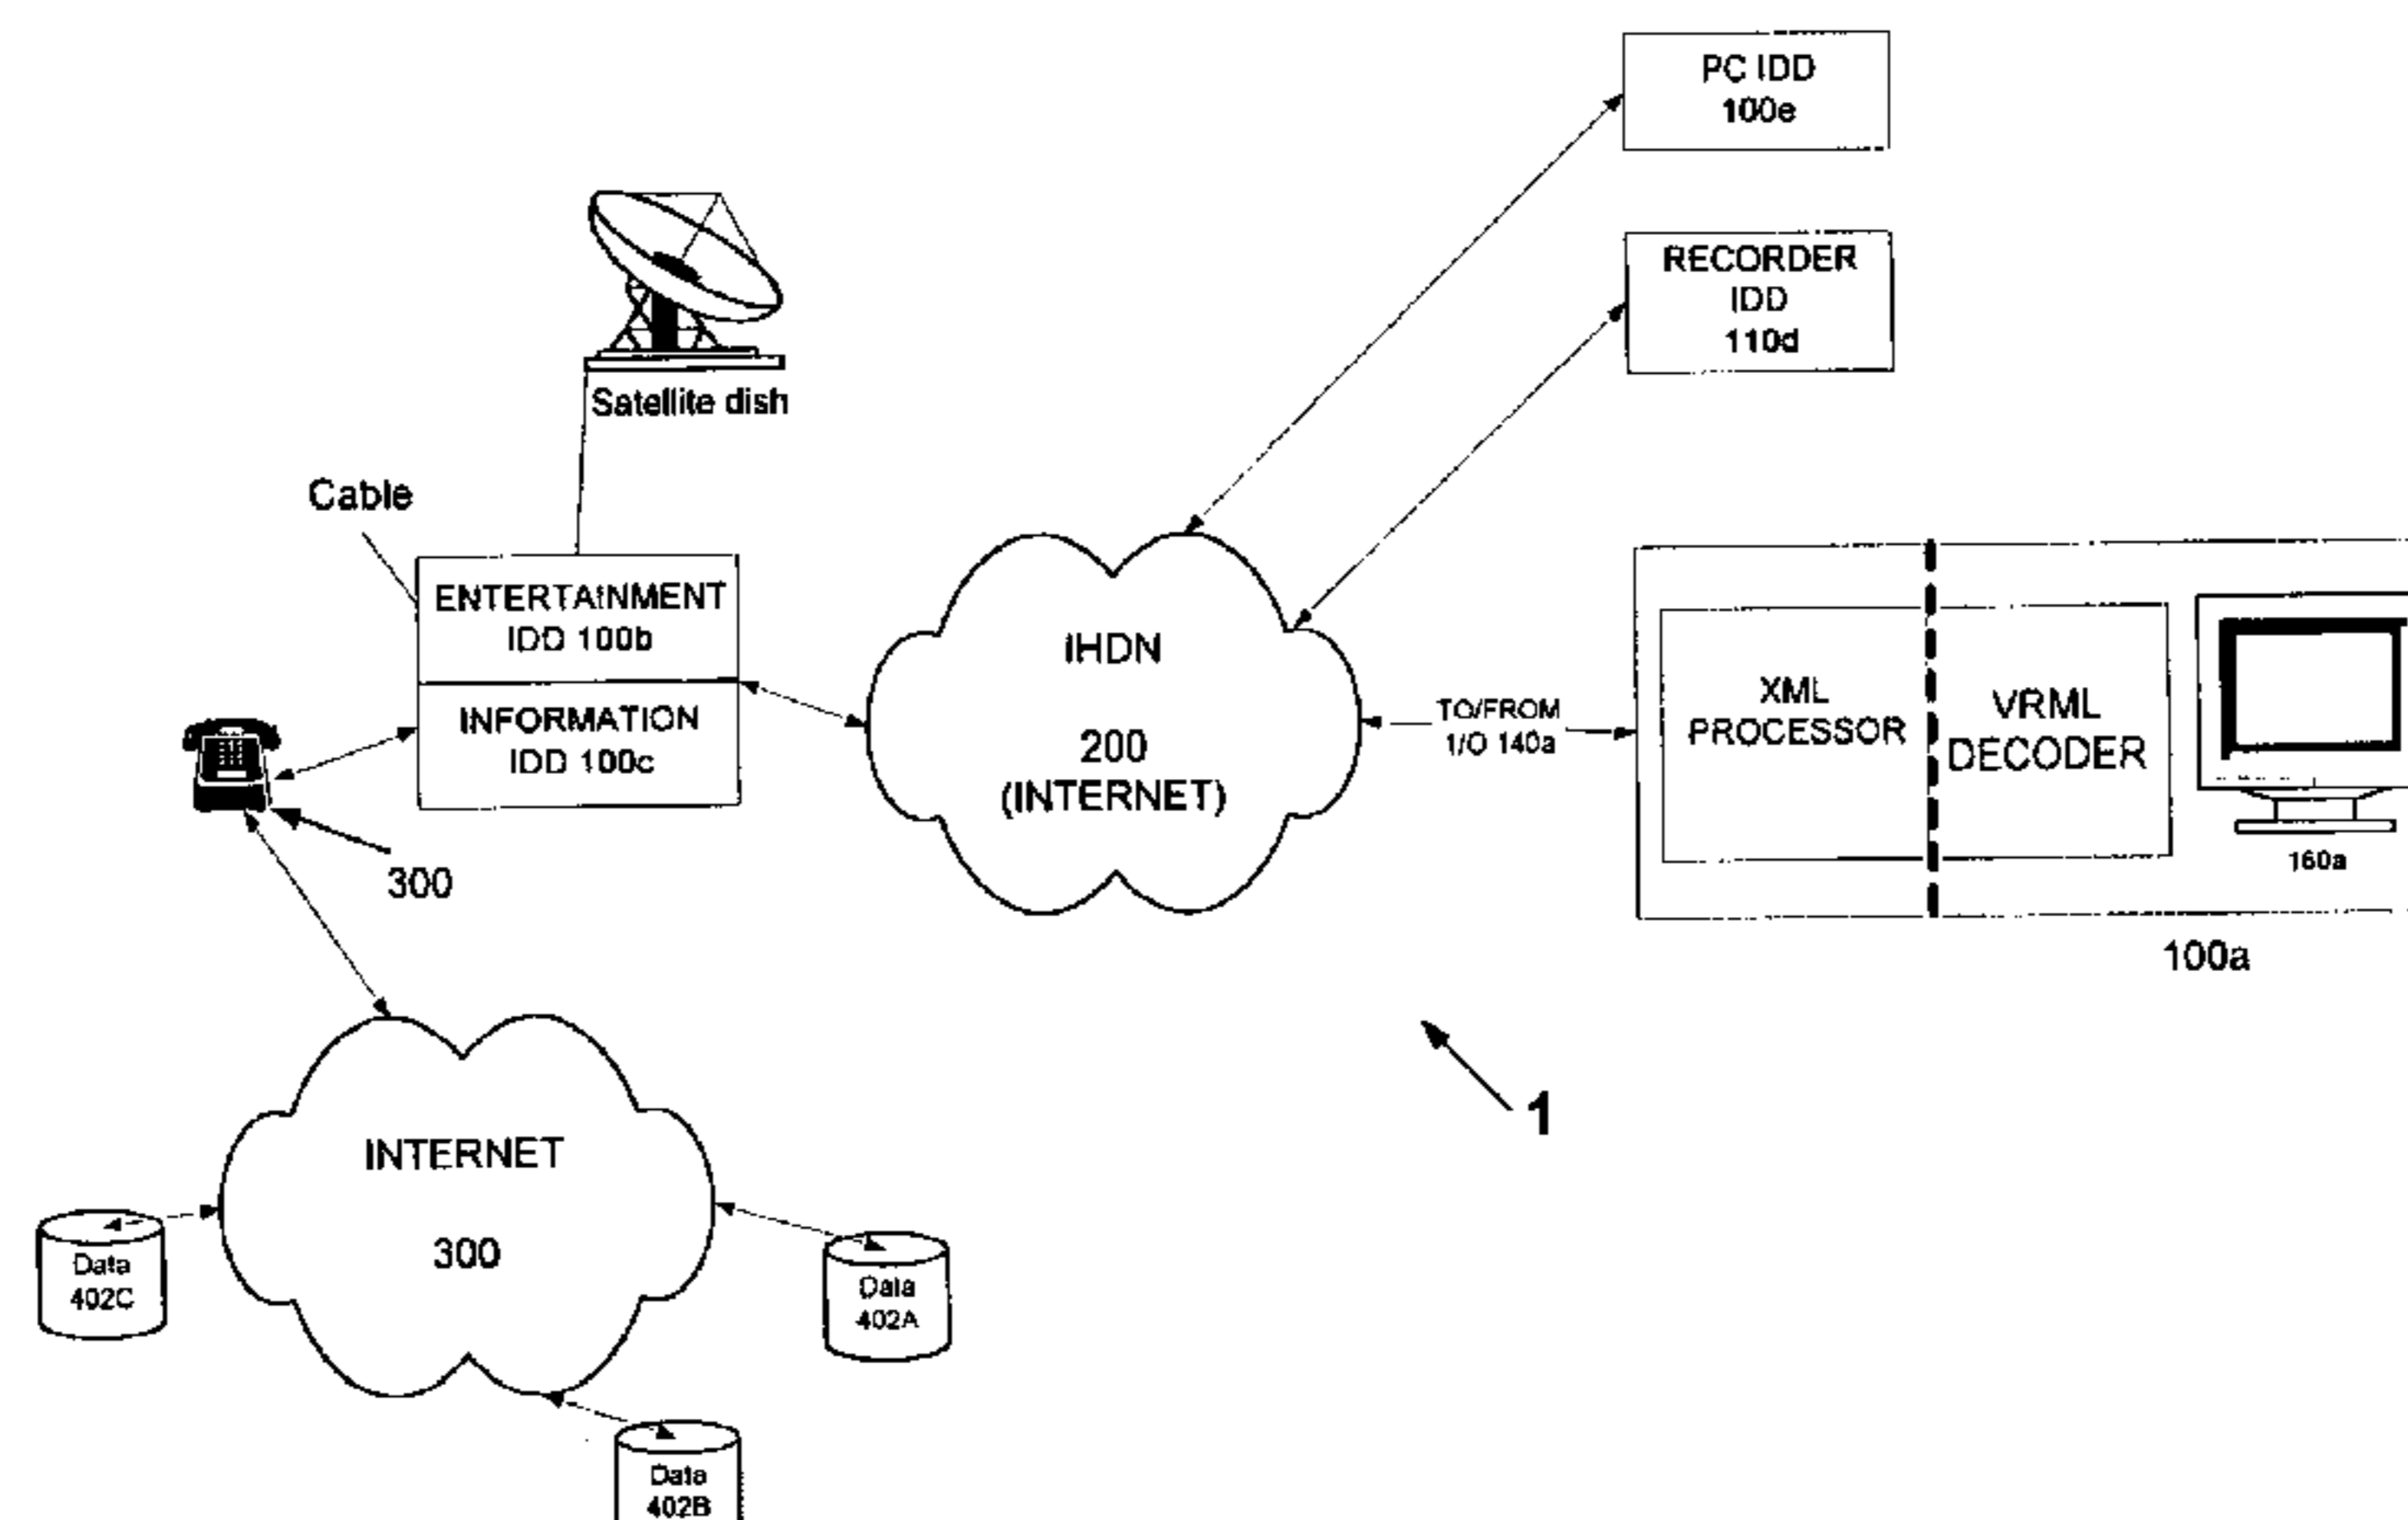 PC IDD
100e
RECORDER
IDD
110d
Satellite dish
Cable
ENTERTAINMENT
IDD 100b
INFORMATION
IDD 100c
300
IHDN
200
(INTERNET)
TO/FROM
1/O 140a
XML
PROCESSOR
VRML
DECODER
160a
100a
1
INTERNET
300
Data
402C
Data
402A
Data
402B